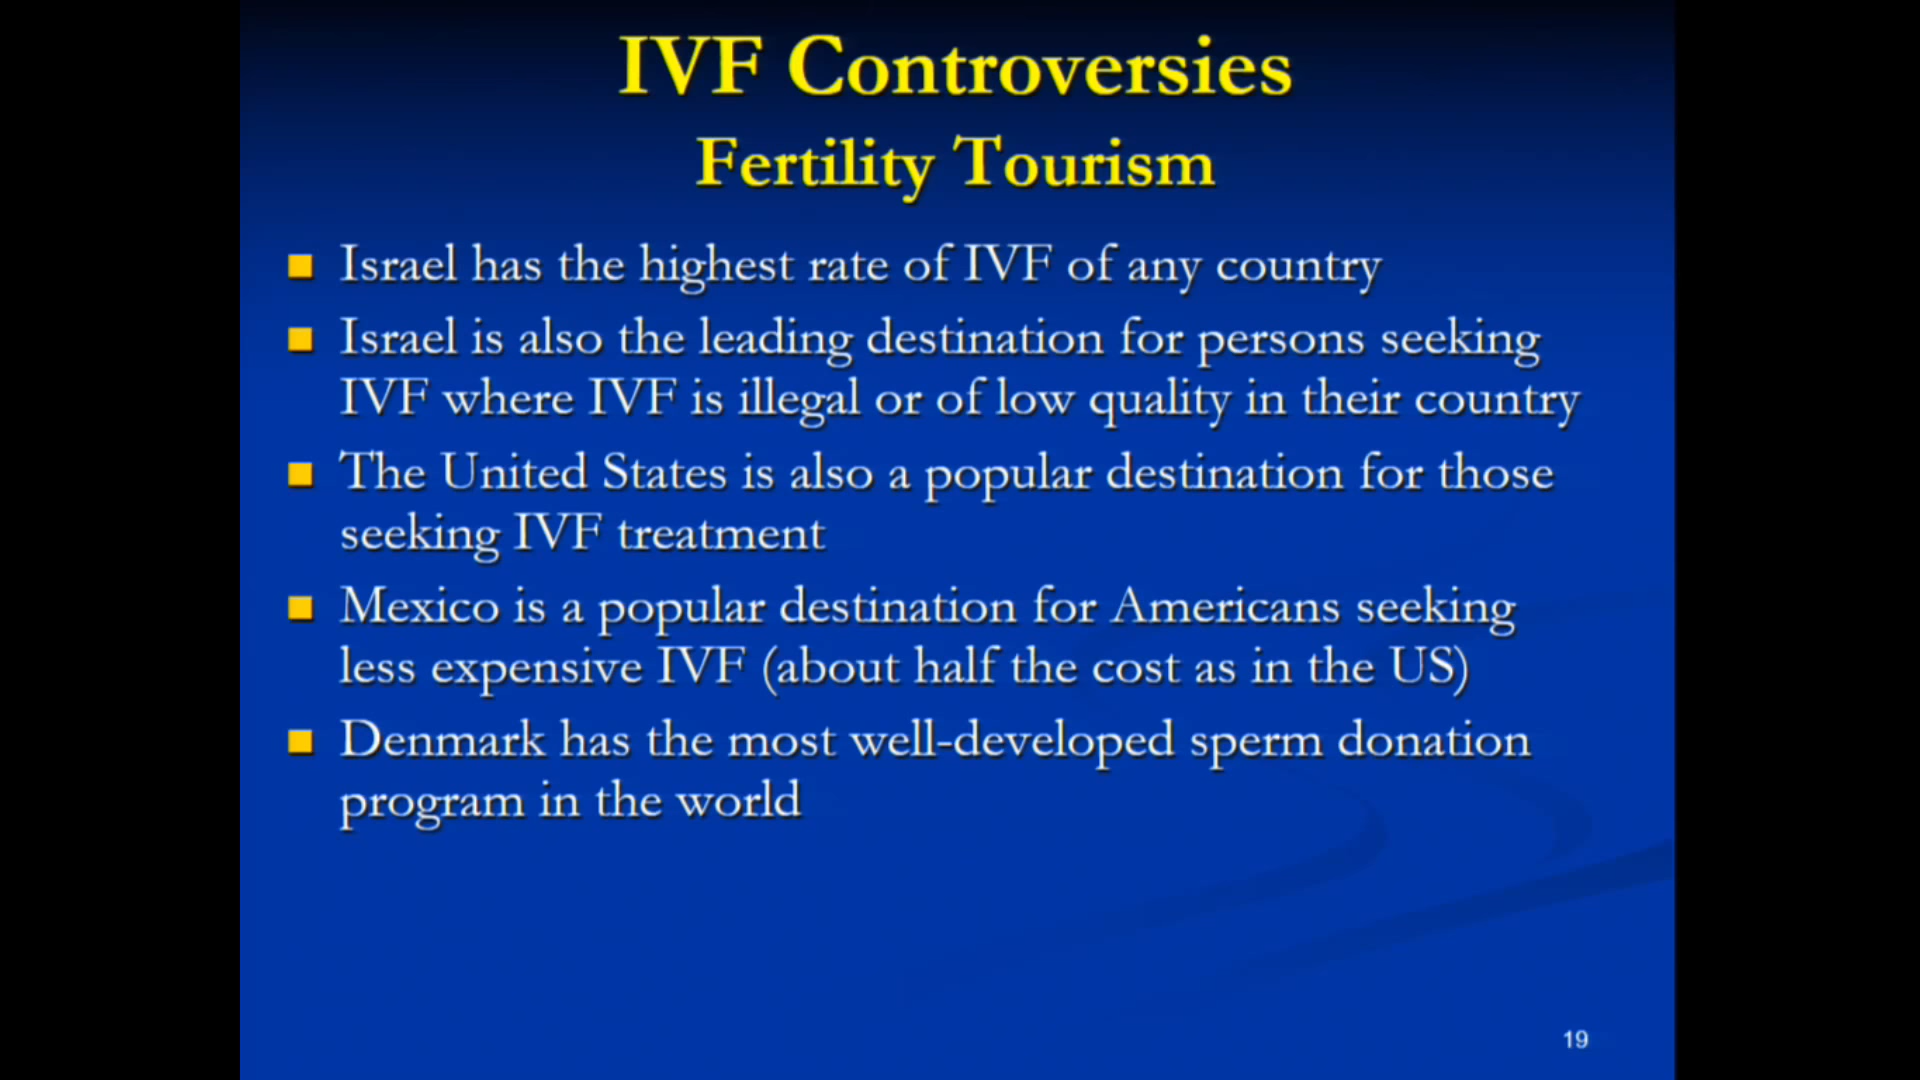 IVF Controversies
Fertility Tourism
Israel has the highest rate of IVF of any country
Israel is also the leading destination for persons seeking
IVF where IVF is illegal or of low quality in their country
The United States is also a popular destination for those
seeking IVF treatment
Mexico is a popular destination for Americans seeking
less expensive IVF (about half the cost as in the US)
Denmark has the most well-developed sperm donation
program in the world
19